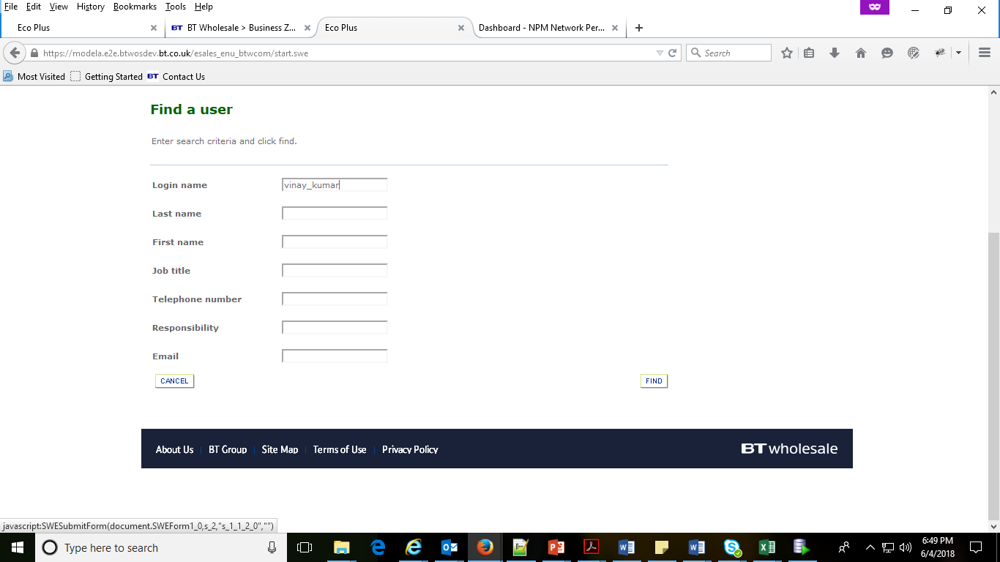 File Edit View History Bookmarks Tools Help
Eco Plus BT BT Wholesale > Business Z... Eco Plus Dashboard - NPM Network Per...
https://modela.e2e.btwosdev.bt.co.uk/esales_enu_btwcom/start.swe Search
Most Visited Getting Started BT Contact Us
Find a user
Enter search criteria and click find.
Login name vinay_kumar
Last name
First name
Job title
Telephone number
Responsibility
Email
CANCEL FIND
About Us BT Group Site Map Terms of Use Privacy Policy BT wholesale
javascript:SWESubmitForm(document.SWEForm1_0,s_2,"s_1_1_2_0","")
Type here to search 6:49 PM
6/4/2018